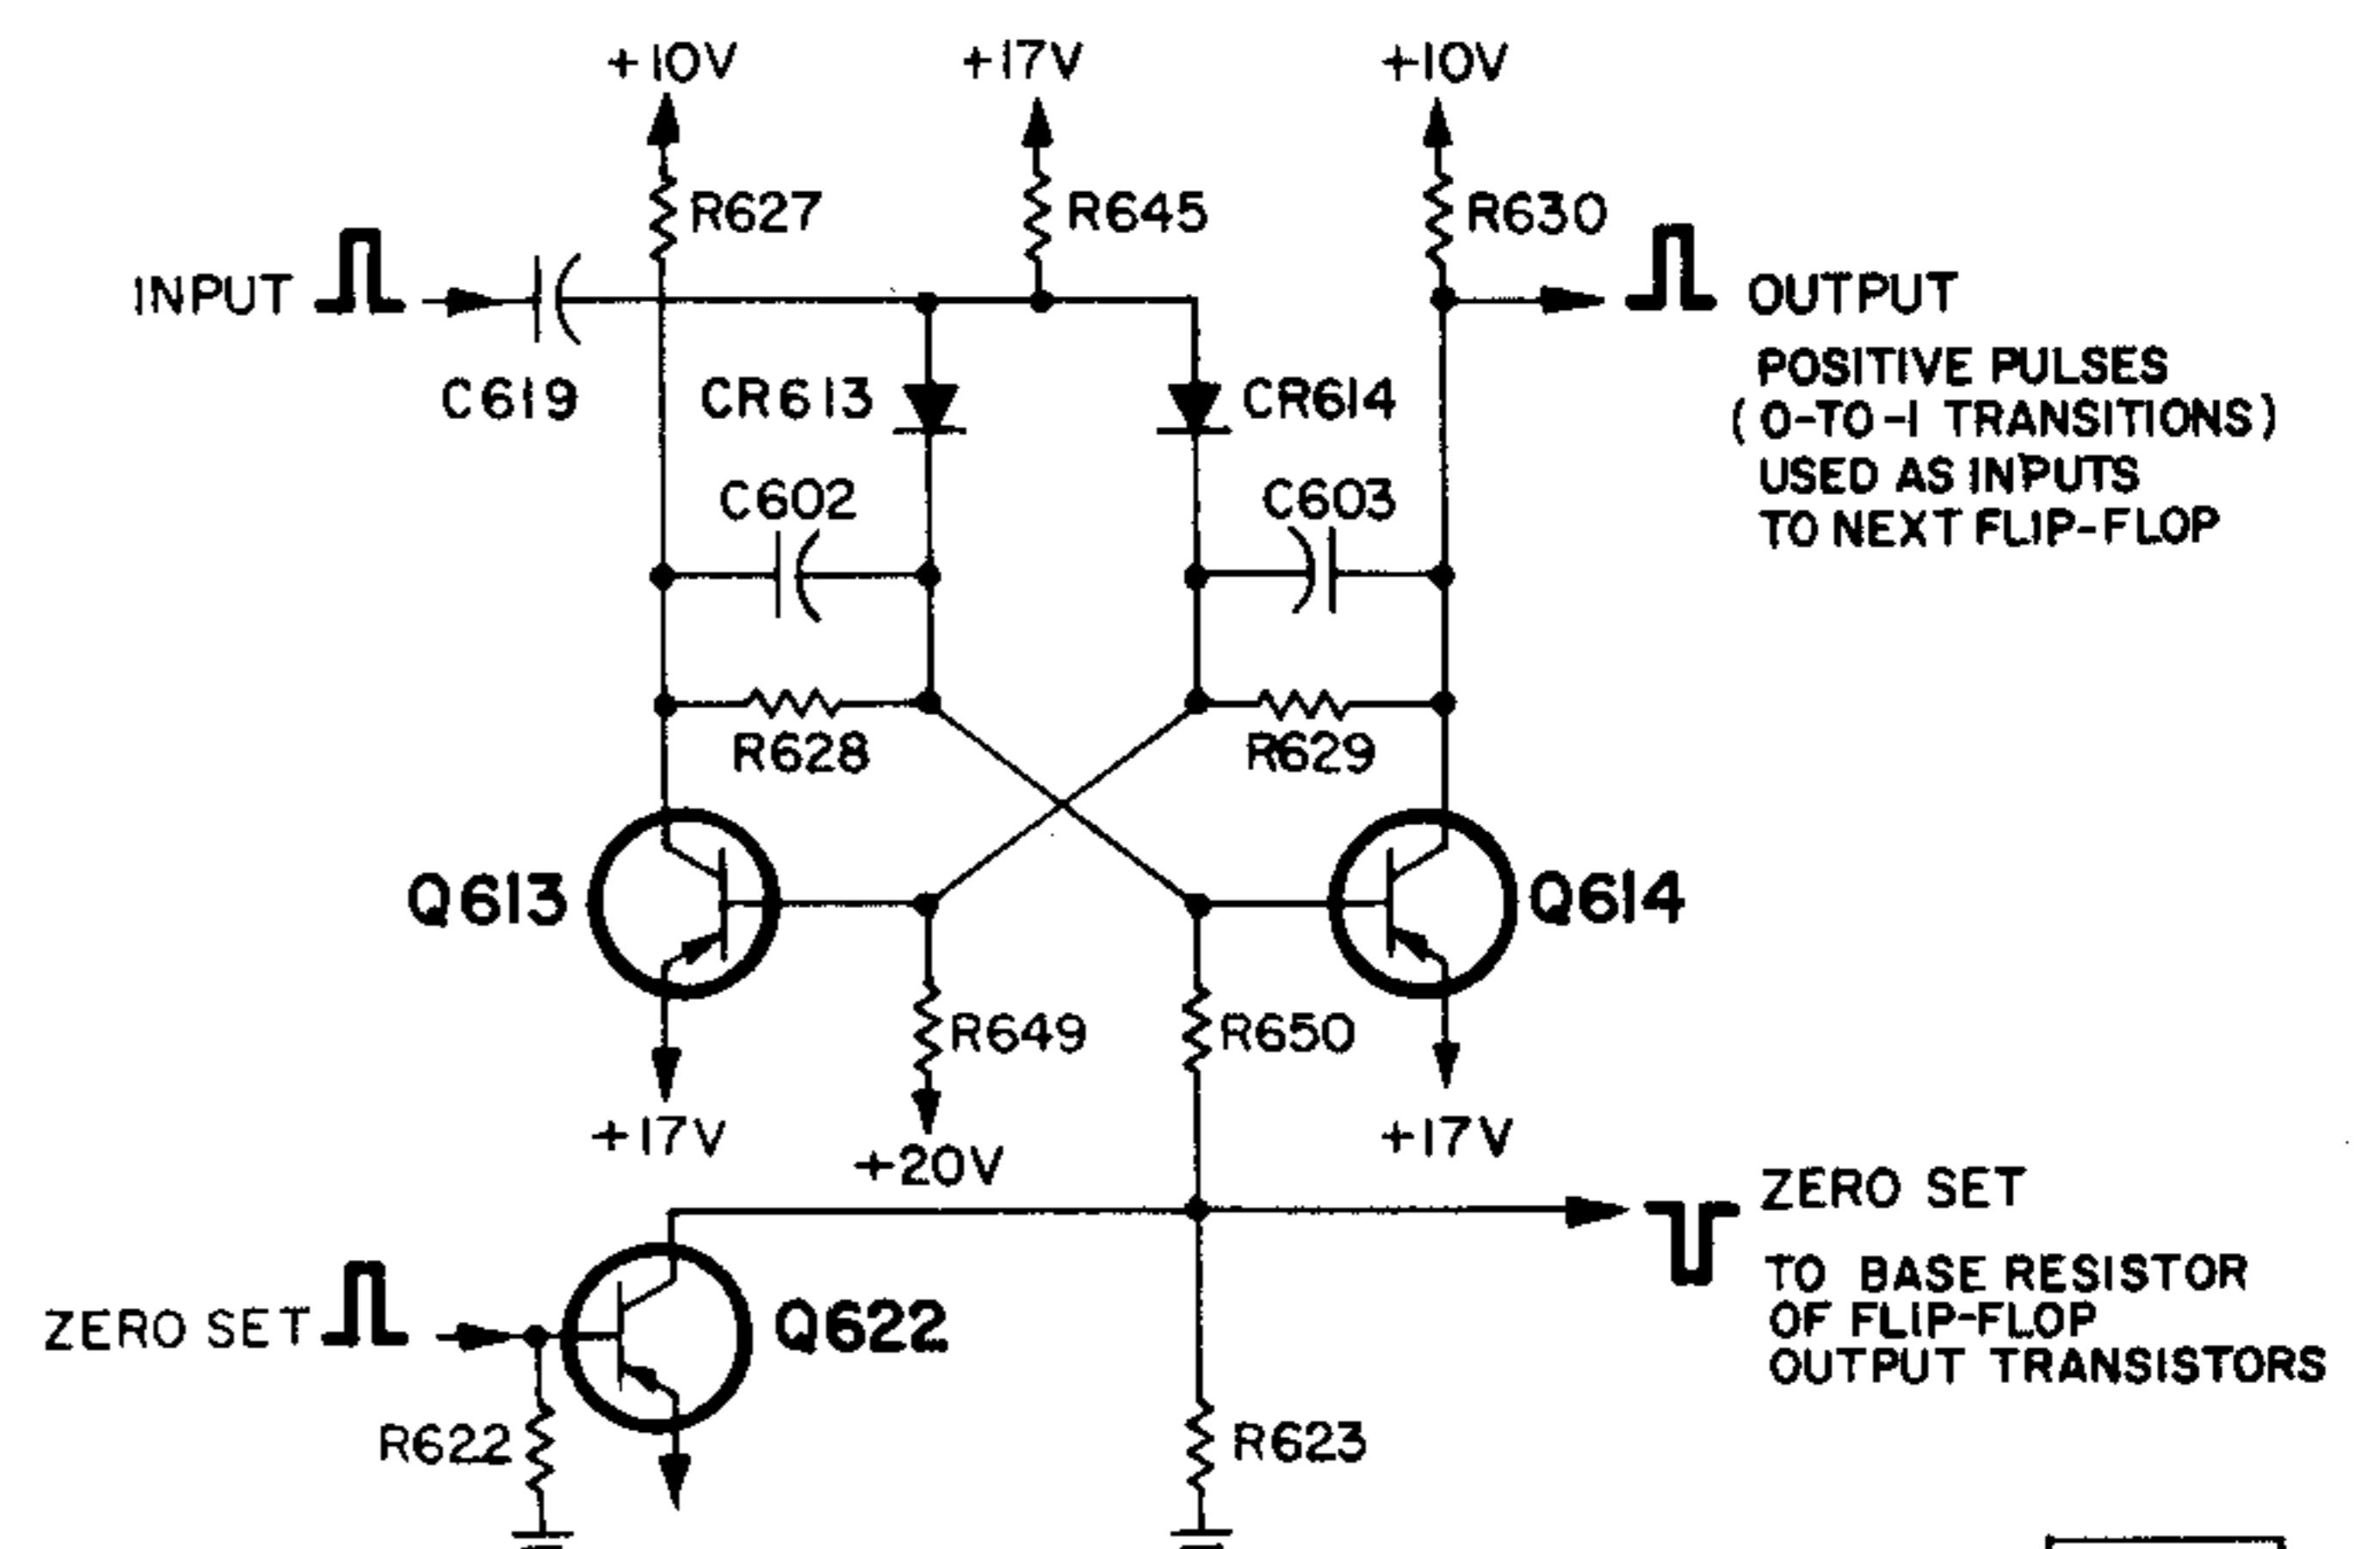 +10V
+17V
+10V
R627
R645
R630
INPUT
OUTPUT
C619
CR613
CR614
POSITIVE PULSES
(0-TO-1 TRANSITIONS)
USED AS INPUTS
TO NEXT FLIP-FLOP
C602
C603
R628
R629
Q613
Q614
R649
R650
+17V
+20V
+17V
ZERO SET
TO BASE RESISTOR
OF FLIP-FLOP
OUTPUT TRANSISTORS
ZERO SET
Q622
R622
R623